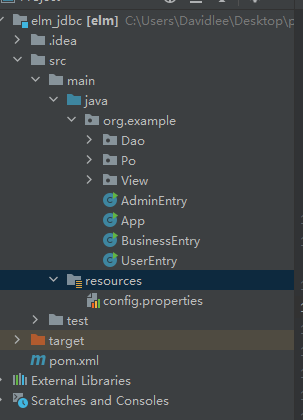 elm_jdbc [elm] C:\Users\Davidlee\Desktop\p
.idea
src
main
java
org.example
Dao
Po
View
AdminEntry
App
BusinessEntry
UserEntry
resources
config.properties
test
target
pom.xml
External Libraries
Scratches and Consoles